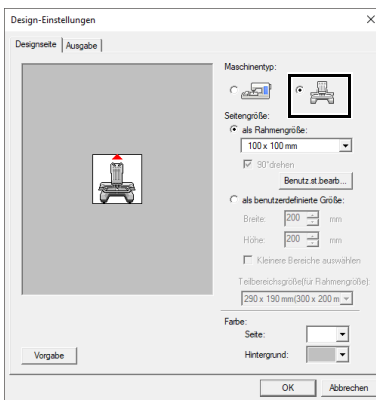 Design-Einstellungen
Designseite
Ausgabe
Maschinentyp:
Seitengröße:
als Rahmengröße:
100 x 100 mm
90°drehen
Benutz.st.bearb...
als benutzerdefinierte Größe:
Breite: 200 mm
Höhe: 200 mm
Kleinere Bereiche auswählen
Teilbereichsgröße(für Rahmengröße):
290 x 190 mm(300 x 200 m
Farbe:
Seite:
Vorgabe
Hintergrund:
OK
Abbrechen